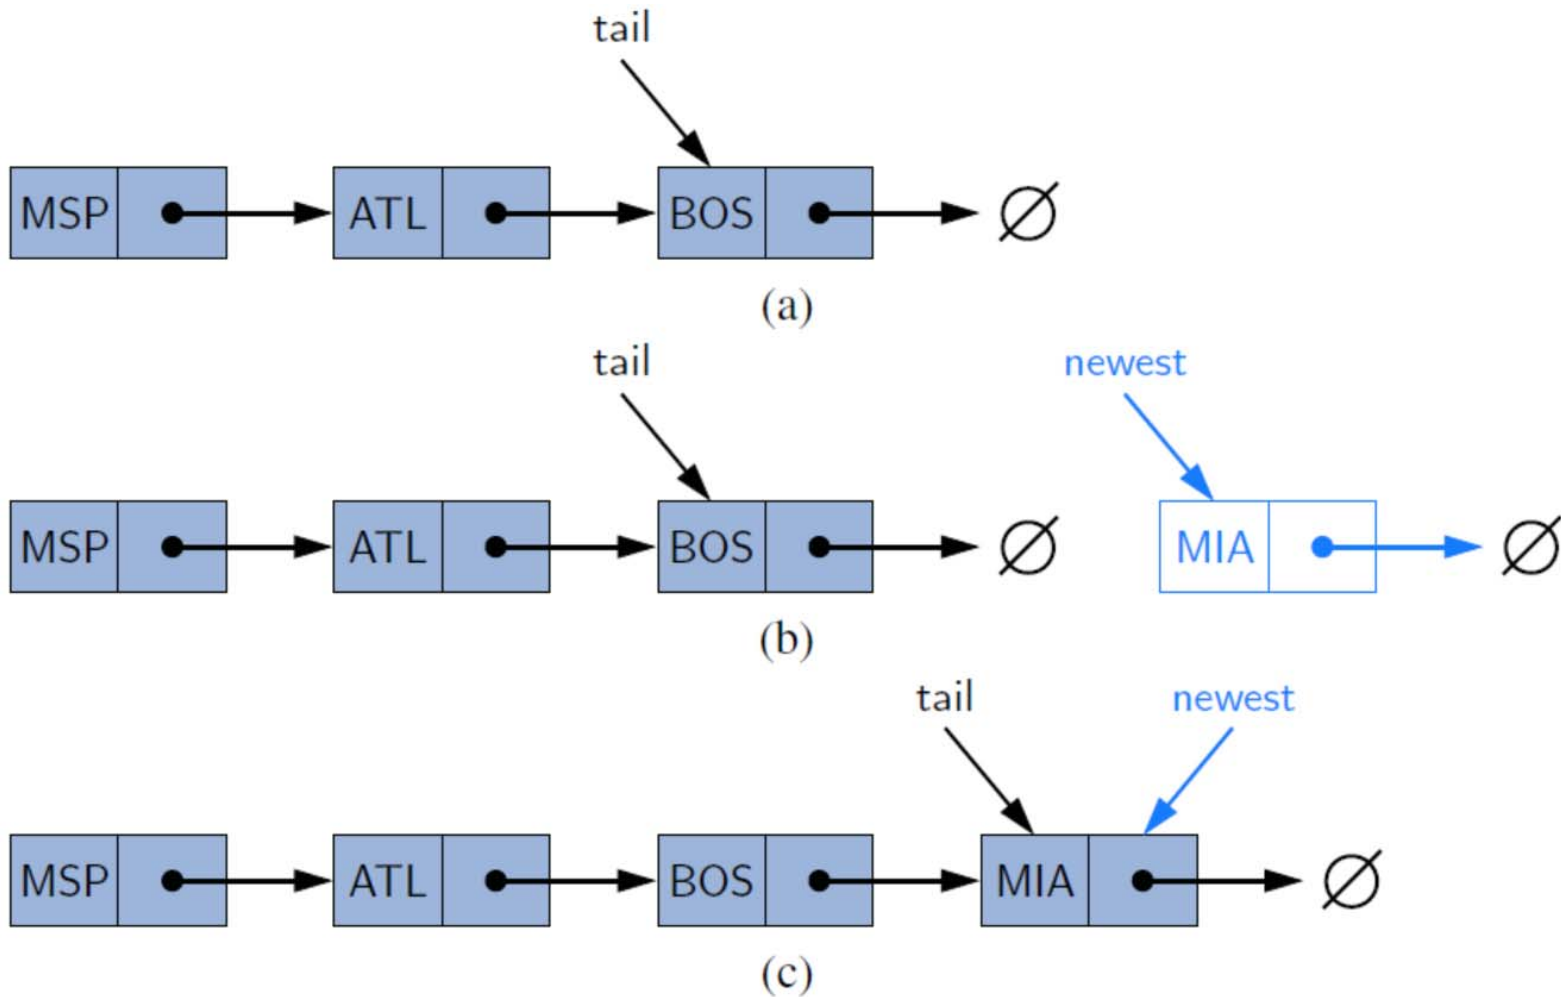 tail
MSP ATL BOS ∅
(a)
tail newest
MSP ATL BOS ∅ MIA ∅
(b)
tail newest
MSP ATL BOS MIA ∅
(c)